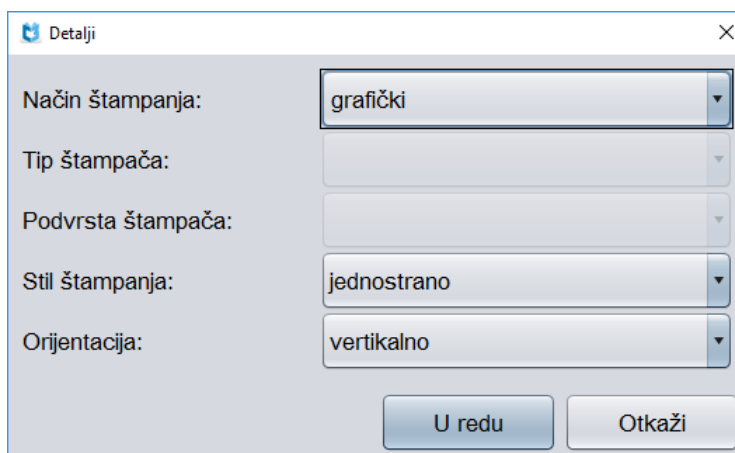 Detalji
Način štampanja: grafički
Tip štampača:
Podvrsta štampača:
Stil štampanja: jednostrano
Orijentacija: vertikalno
U redu Otkaži